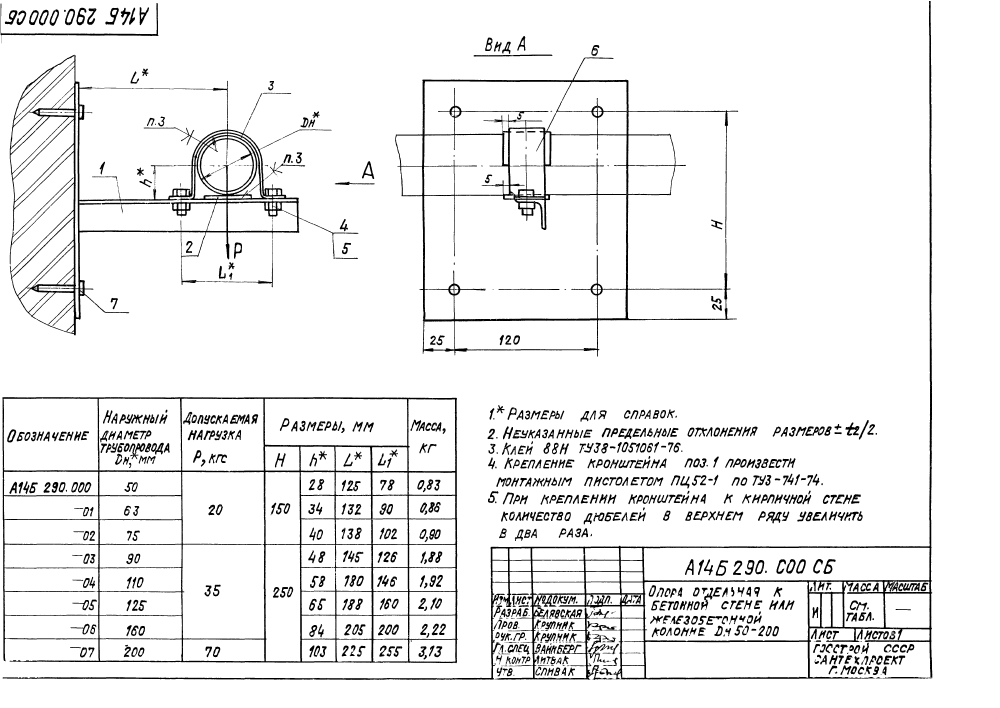 А14Б 290.000 СБ
L*
3
Dн*
п.3
п.3
h*
1
А
4
5
2
P
L1*
7
Вид А
6
5
5
H
25
25
120
Обозначение
Наружный диаметр трубопровода Dн,* мм
Допускаемая нагрузка P, кгс
Размеры, мм
H h* L* L1*
Масса, кг
А14Б 290.000 50 20 150 28 125 78 0,83
-01 63 34 132 90 0,86
-02 75 40 138 102 0,90
-03 90 35 250 48 145 126 1,88
-04 110 58 180 146 1,92
-05 125 65 188 160 2,10
-06 160 84 205 200 2,22
-07 200 70 103 225 255 3,13
1.* Размеры для справок.
2. Неуказанные предельные отклонения размеров ± t2/2.
3. Клей 88Н ТУ38-1051061-76.
4. Крепление кронштейна поз. 1 произвести
монтажным пистолетом ПЦ52-1 по ТУ3-741-74.
5. При креплении кронштейна к кирпичной стене
количество дюбелей в верхнем ряду увеличить
в два раза.
А14Б 290.000 СБ
Изм. Лист № докум. Подп. Дата
Разраб. Белявская
Пров. Крупник
Рук.гр. Крупник
Гл.спец. Вайнберг
Н контр Литвак
Утв. Спивак
Опора отдельная к
бетонной стене или
железобетонной
колонне Dн 50-200
Лит. Масса Масштаб
И См. табл. —
Лист Листов 1
Госстрой СССР
Сантехпроект
г. Москва